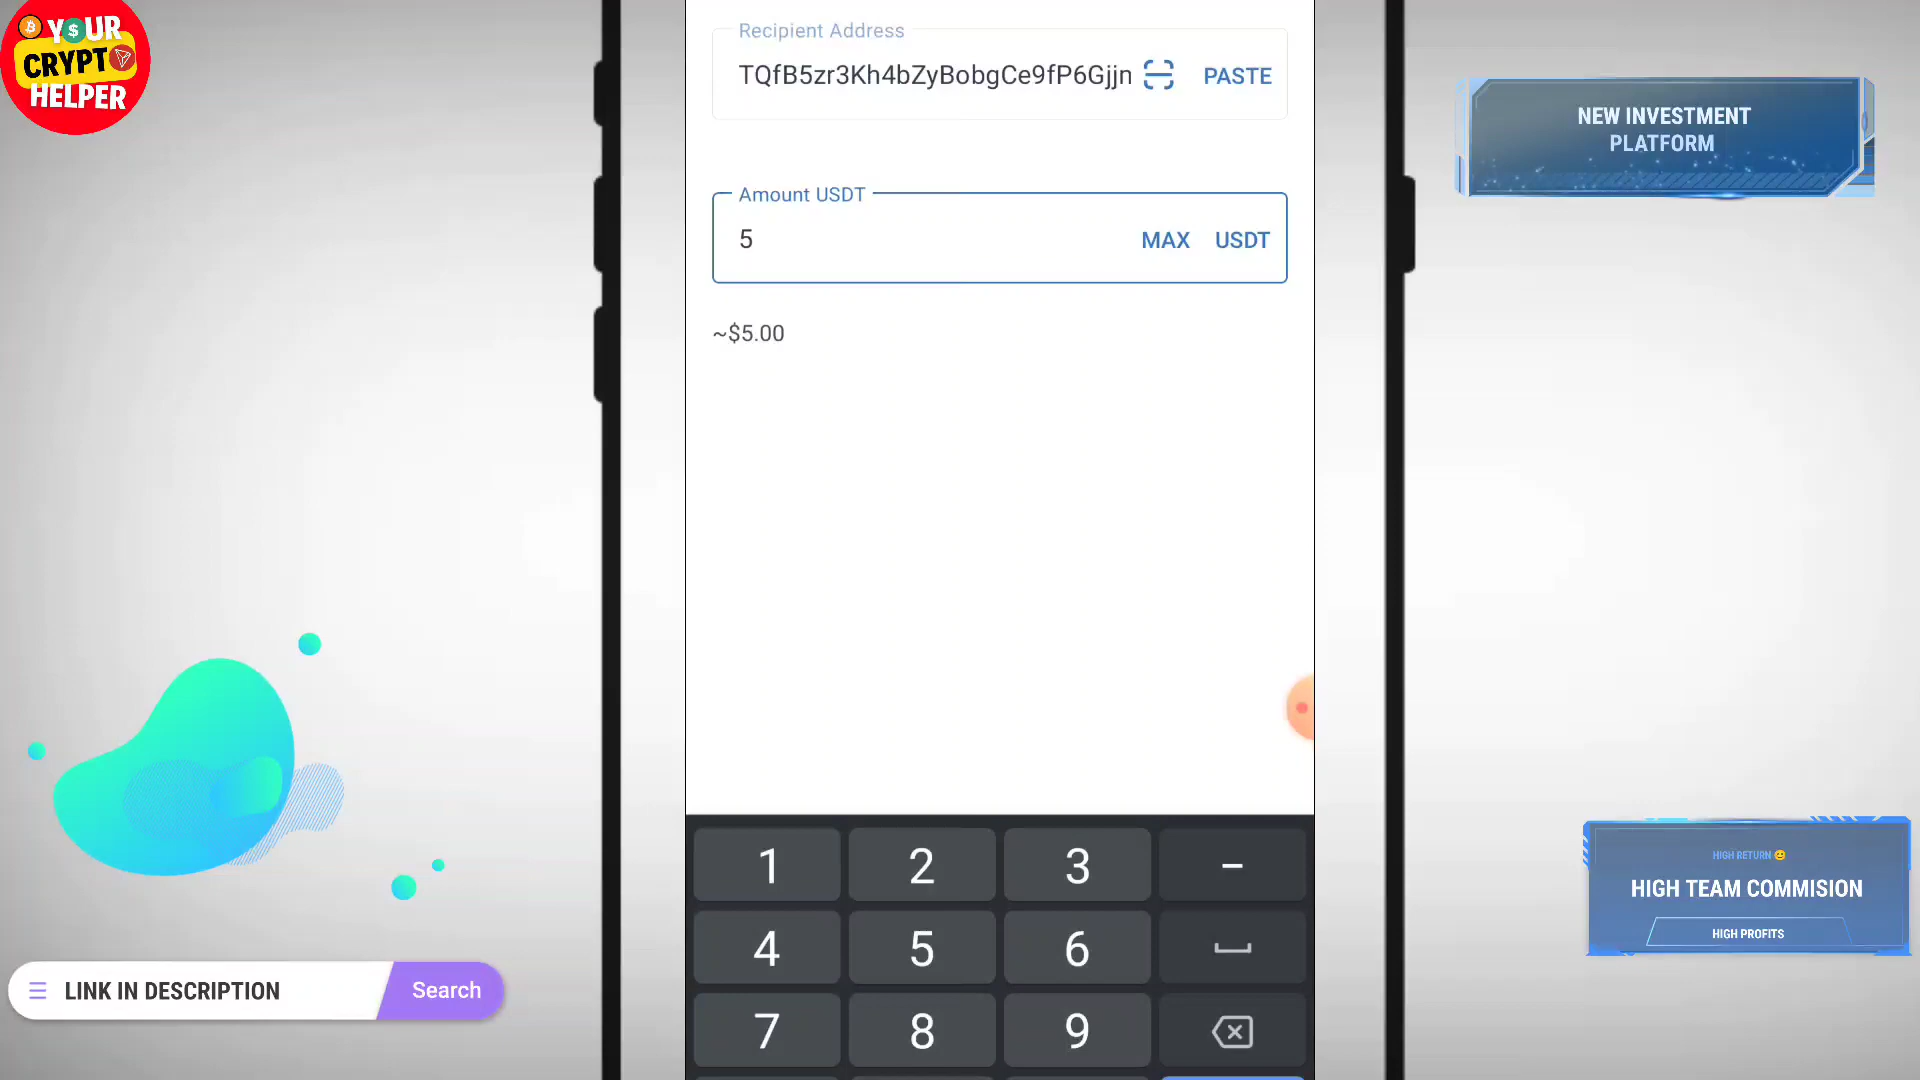 YOUR
CRYPT
HELPER
Recipient Address
TQfB5zr3Kh4bZyBobgCe9fP6Gjjn
PASTE
Amount USDT
5
MAX
USDT
~$5.00
NEW INVESTMENT
PLATFORM
1 2 3 –
4 5 6
7 8 9
HIGH RETURN 😊
HIGH TEAM COMMISION
HIGH PROFITS
LINK IN DESCRIPTION
Search